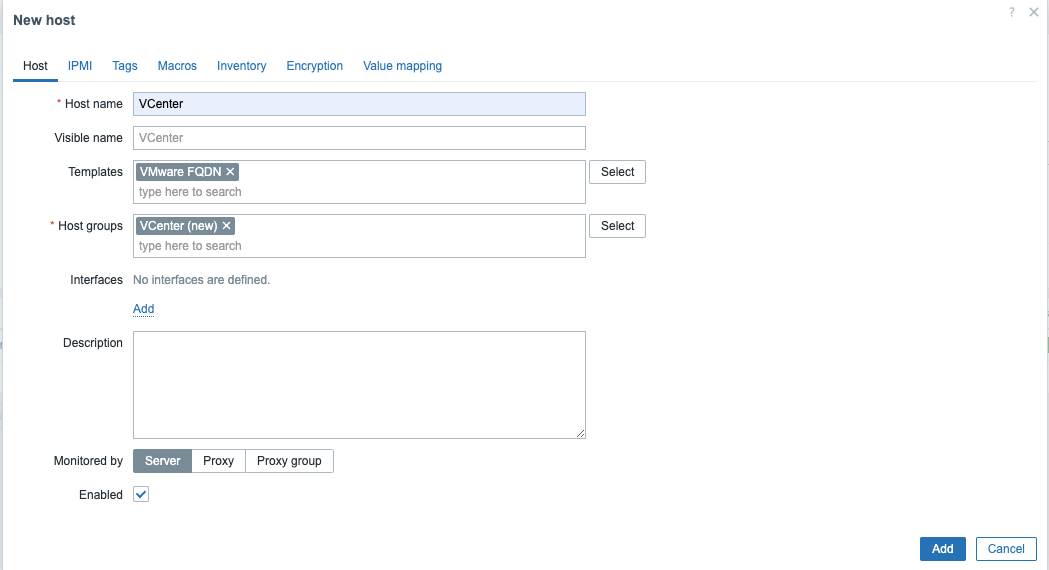 New host
?
Host IPMI Tags Macros Inventory Encryption Value mapping
* Host name VCenter
Visible name VCenter
Templates VMware FQDN × Select
type here to search
* Host groups VCenter (new) × Select
type here to search
Interfaces No interfaces are defined.
Add
Description
Monitored by Server Proxy Proxy group
Enabled
Add Cancel